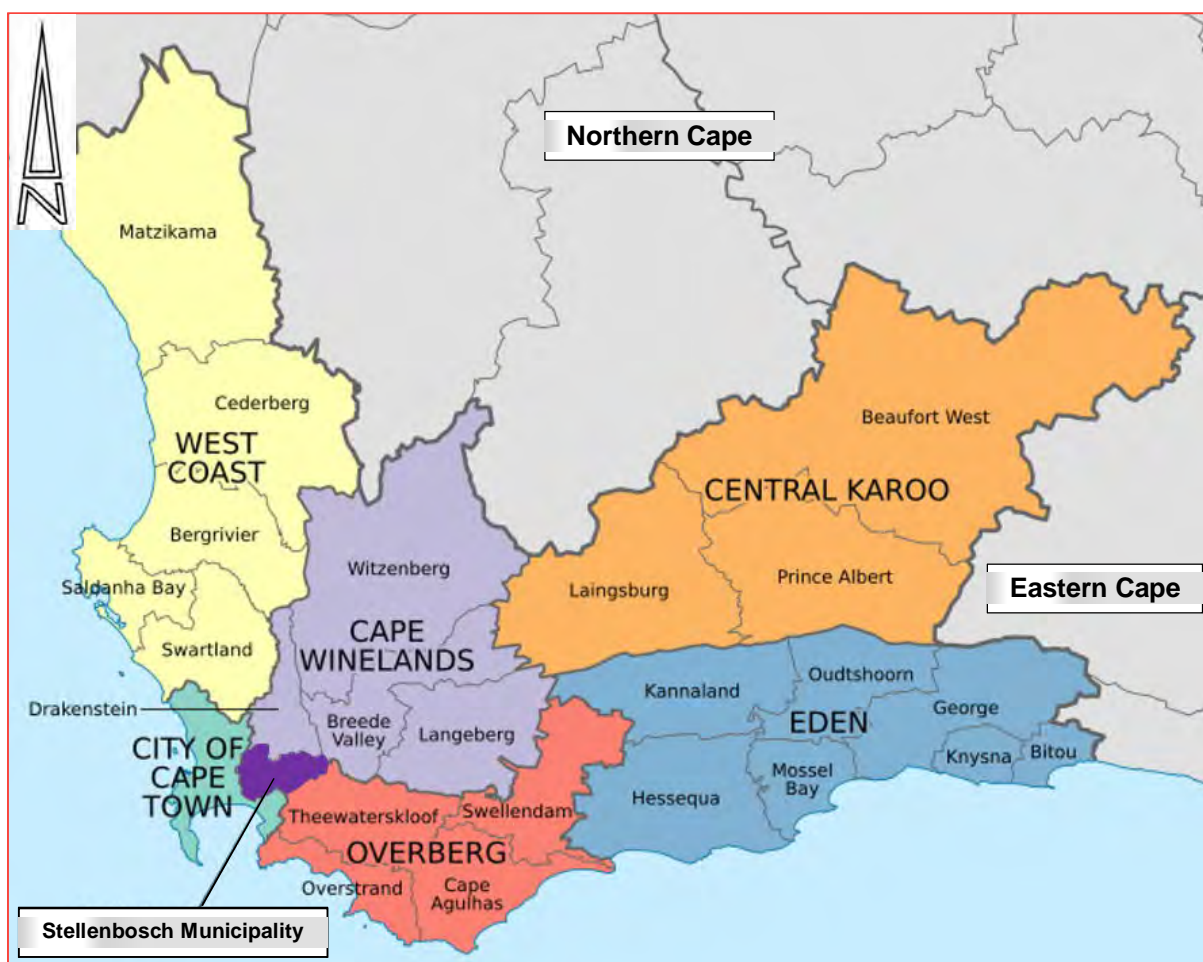 N
Northern Cape
Matzikama
Cederberg
WEST
COAST
Beaufort West
CENTRAL KAROO
Bergrivier
Witzenberg
Saldanha Bay
Laingsburg
Prince Albert
Eastern Cape
CAPE
WINELANDS
Swartland
Oudtshoorn
Kannaland
Drakenstein
Breede
Valley
Langeberg
George
EDEN
CITY OF
CAPE
TOWN
Knysna
Bitou
Mossel
Bay
Hessequa
Theewaterskloof
Swellendam
OVERBERG
Overstrand
Cape
Agulhas
Stellenbosch Municipality